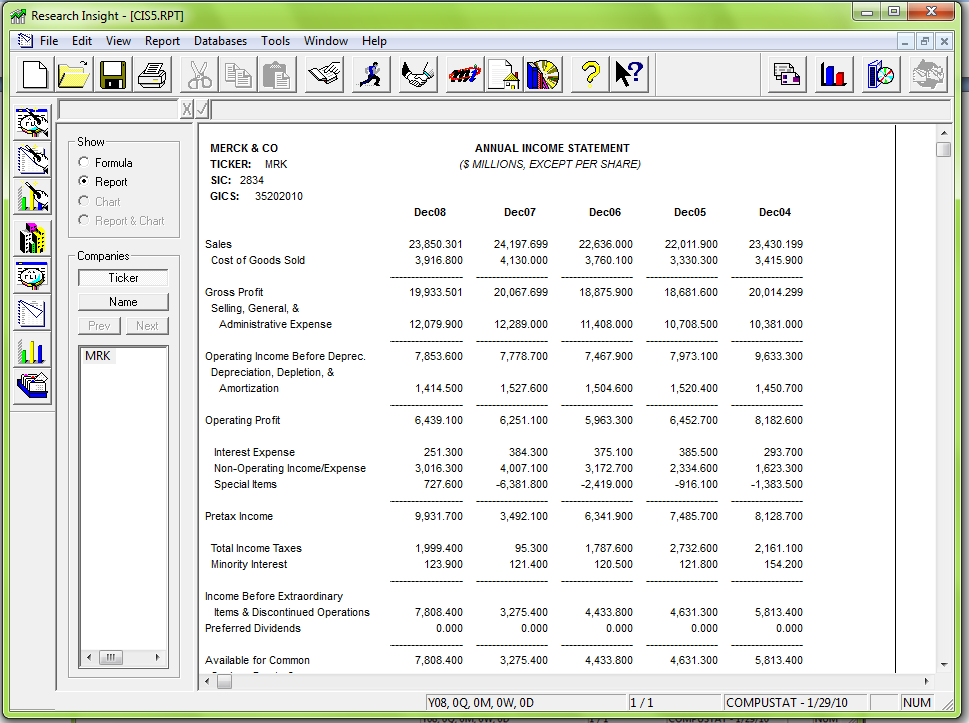 Research Insight - [CIS5.RPT]
File Edit View Report Databases Tools Window Help
Show
Formula
Report
Chart
Report & Chart
Companies
Ticker
Name
Prev Next
MRK
MERCK & CO ANNUAL INCOME STATEMENT
TICKER: MRK ($ MILLIONS, EXCEPT PER SHARE)
SIC: 2834
GICS: 35202010
Dec08 Dec07 Dec06 Dec05 Dec04
Sales 23,850.301 24,197.699 22,636.000 22,011.900 23,430.199
Cost of Goods Sold 3,916.800 4,130.000 3,760.100 3,330.300 3,415.900
Gross Profit 19,933.501 20,067.699 18,875.900 18,681.600 20,014.299
Selling, General, &
Administrative Expense 12,079.900 12,289.000 11,408.000 10,708.500 10,381.000
Operating Income Before Deprec. 7,853.600 7,778.700 7,467.900 7,973.100 9,633.300
Depreciation, Depletion, &
Amortization 1,414.500 1,527.600 1,504.600 1,520.400 1,450.700
Operating Profit 6,439.100 6,251.100 5,963.300 6,452.700 8,182.600
Interest Expense 251.300 384.300 375.100 385.500 293.700
Non-Operating Income/Expense 3,016.300 4,007.100 3,172.700 2,334.600 1,623.300
Special Items 727.600 -6,381.800 -2,419.000 -916.100 -1,383.500
Pretax Income 9,931.700 3,492.100 6,341.900 7,485.700 8,128.700
Total Income Taxes 1,999.400 95.300 1,787.600 2,732.600 2,161.100
Minority Interest 123.900 121.400 120.500 121.800 154.200
Income Before Extraordinary
Items & Discontinued Operations 7,808.400 3,275.400 4,433.800 4,631.300 5,813.400
Preferred Dividends 0.000 0.000 0.000 0.000 0.000
Available for Common 7,808.400 3,275.400 4,433.800 4,631.300 5,813.400
Y08, 0Q, 0M, 0W, 0D 1 / 1 COMPUSTAT - 1/29/10 NUM